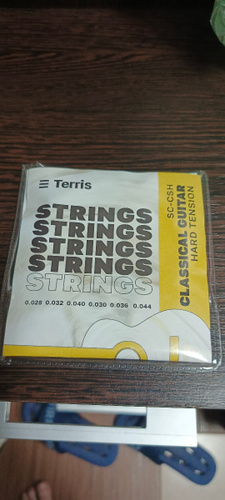 Terris
STRINGS
STRINGS
STRINGS
STRINGS
STRINGS
0.028 0.032 0.040 0.030 0.036 0.044
SC-CSH
CLASSICAL GUITAR
HARD TENSION